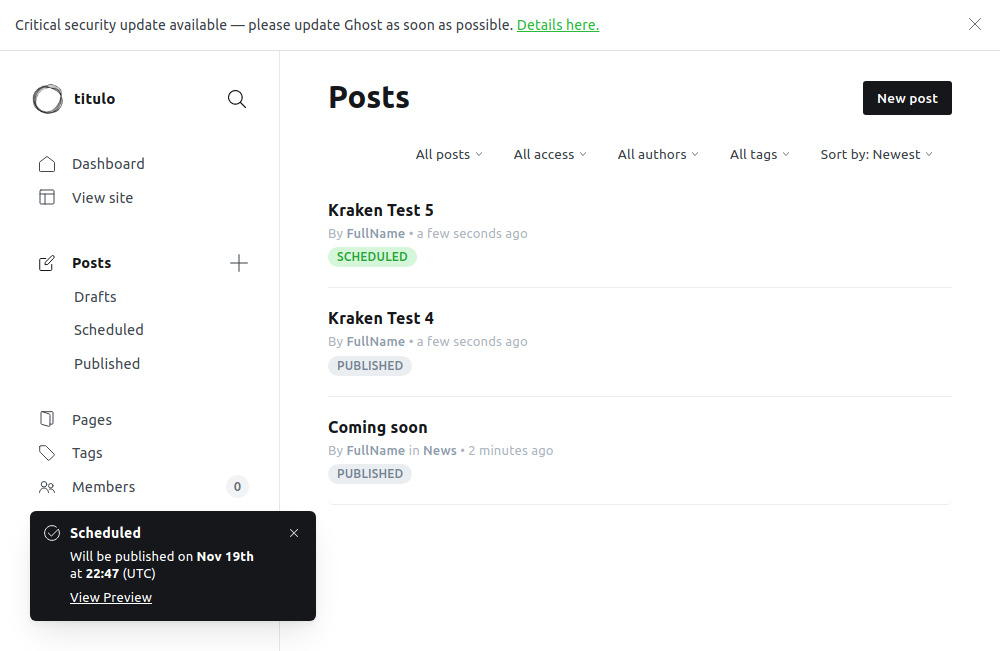 Critical security update available — please update Ghost as soon as possible. Details here.
titulo
Dashboard
View site
Posts
Drafts
Scheduled
Published
Pages
Tags
Members 0
Scheduled
Will be published on Nov 19th
at 22:47 (UTC)
View Preview
Posts
New post
All posts All access All authors All tags Sort by: Newest
Kraken Test 5
By FullName • a few seconds ago
SCHEDULED
Kraken Test 4
By FullName • a few seconds ago
PUBLISHED
Coming soon
By FullName in News • 2 minutes ago
PUBLISHED